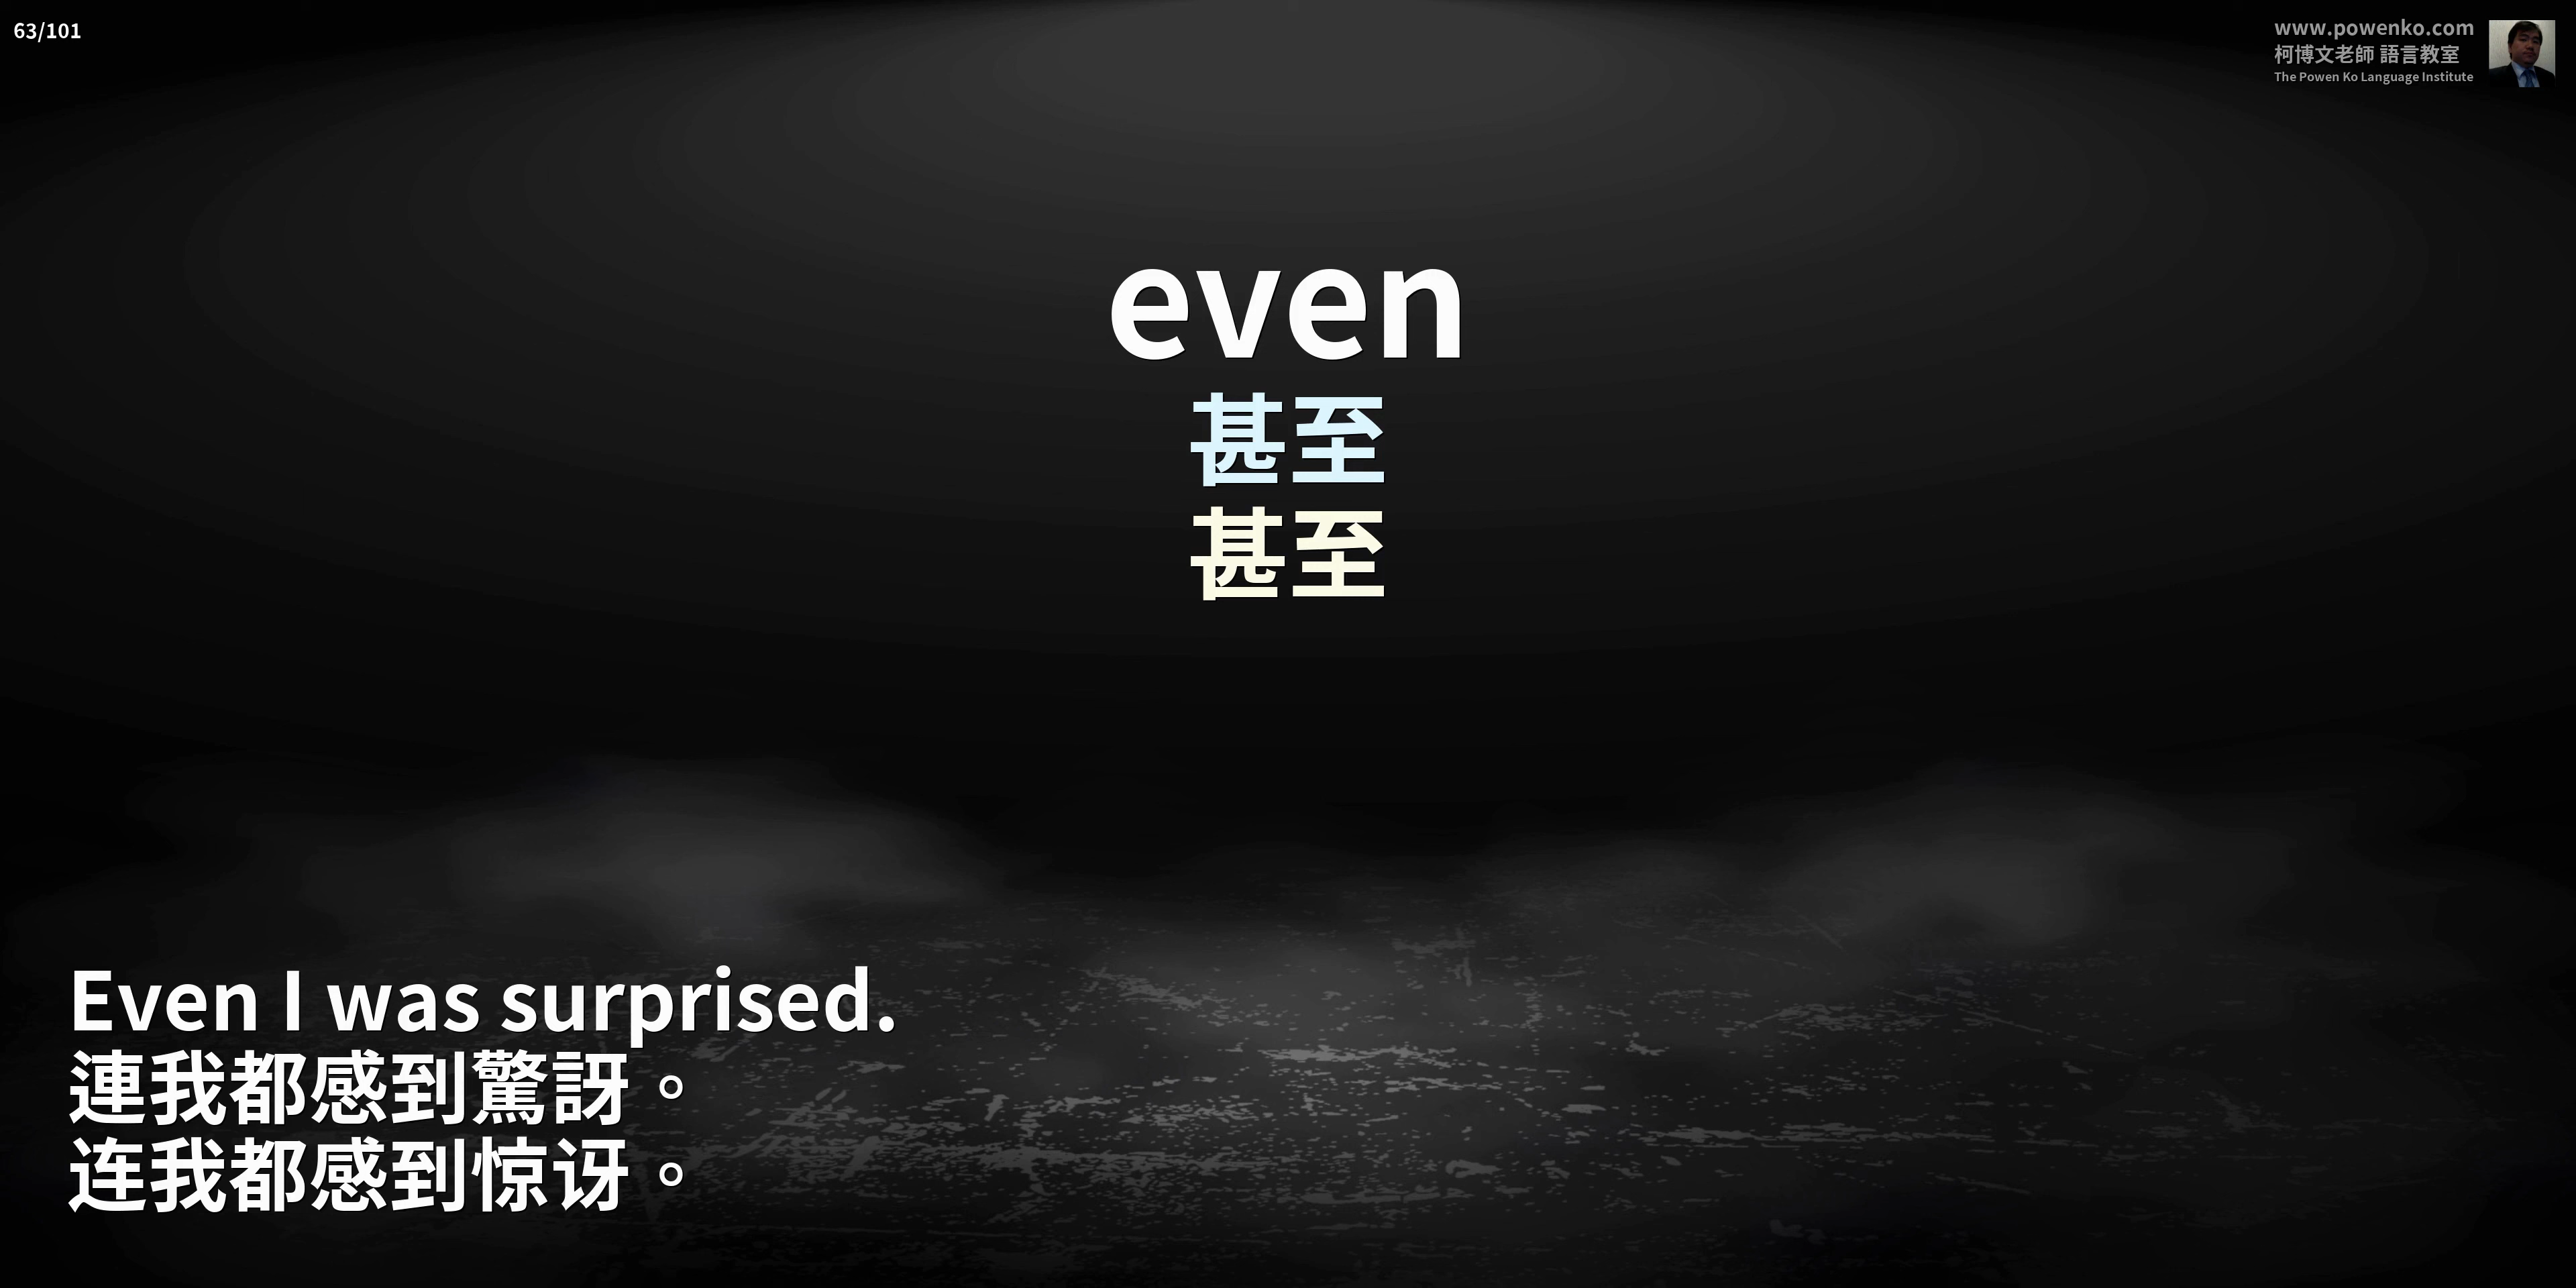 63/101
www.powenko.com
柯博文老師 語言教室
The Powen Ko Language Institute
even
甚至
甚至
Even I was surprised.
連我都感到驚訝。
连我都感到惊讶。